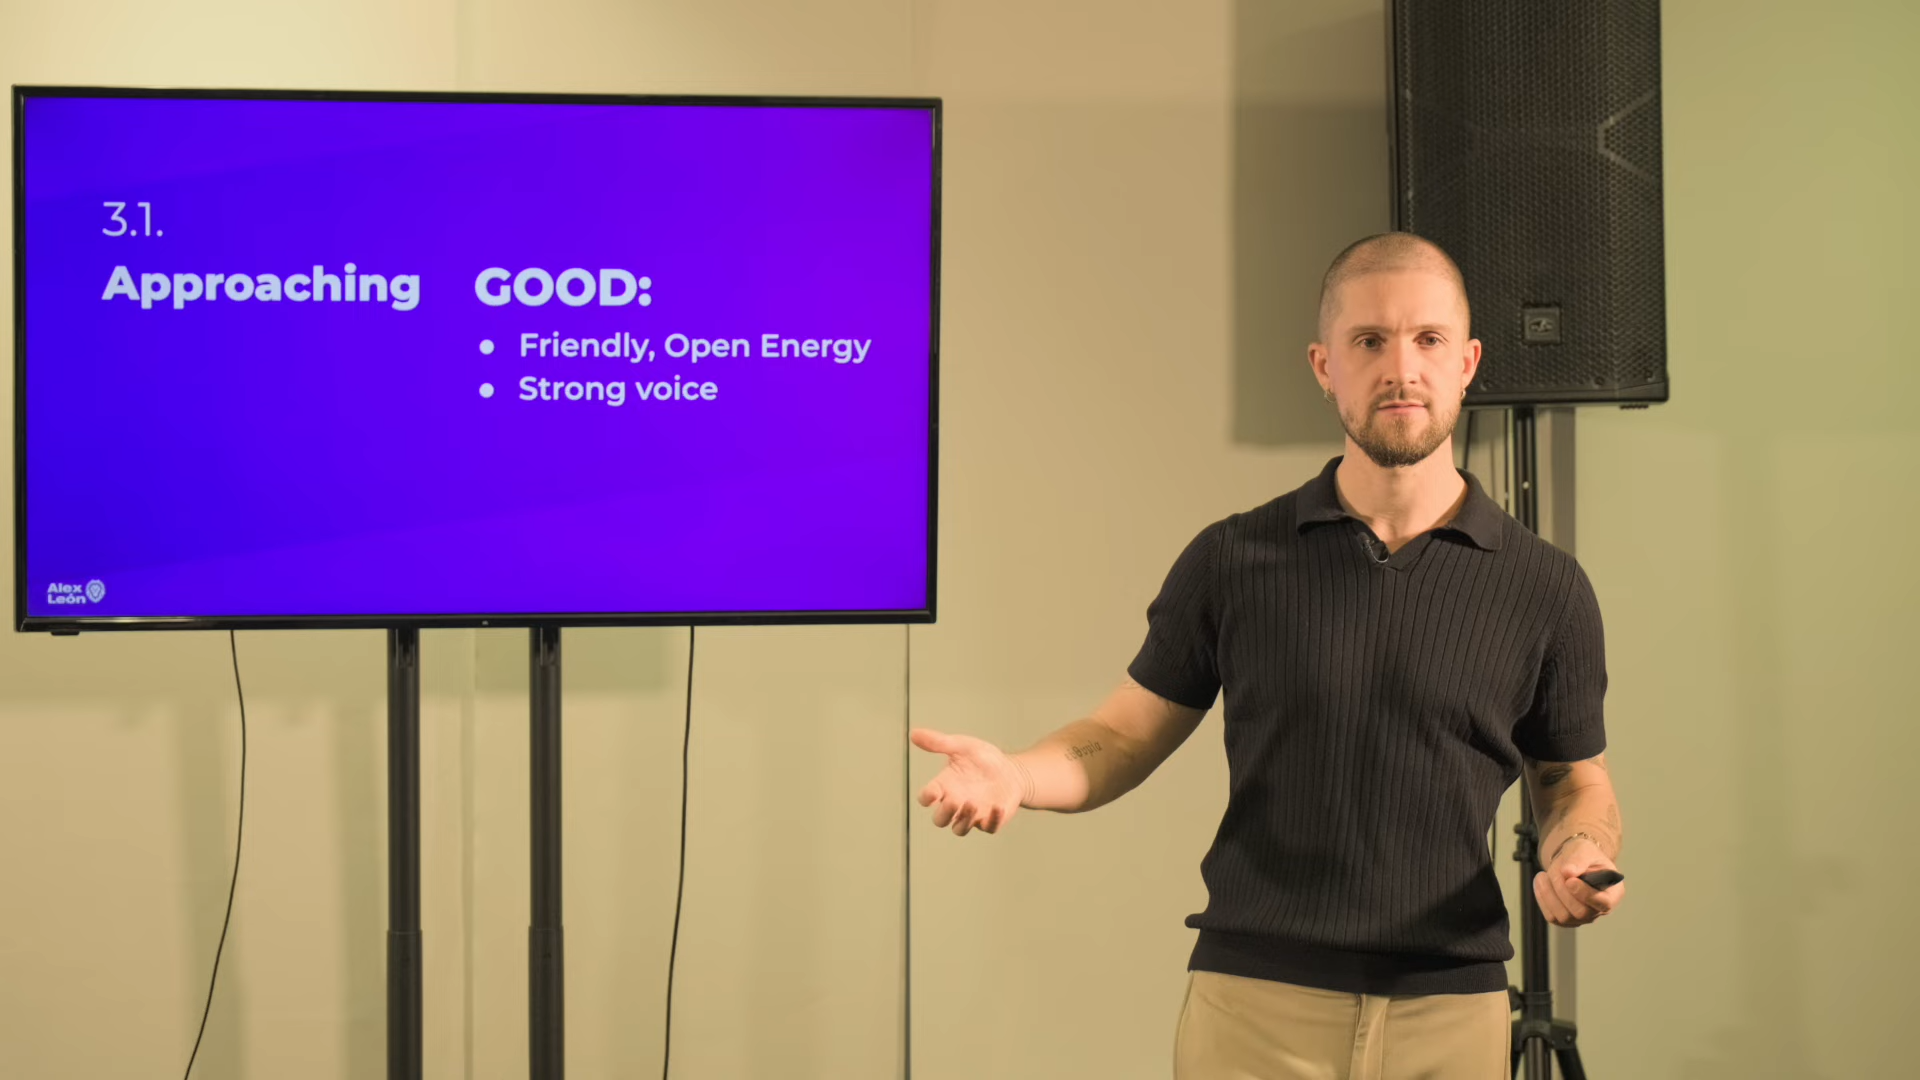 3.1.
Approaching
GOOD:
● Friendly, Open Energy
● Strong voice
Alex
León